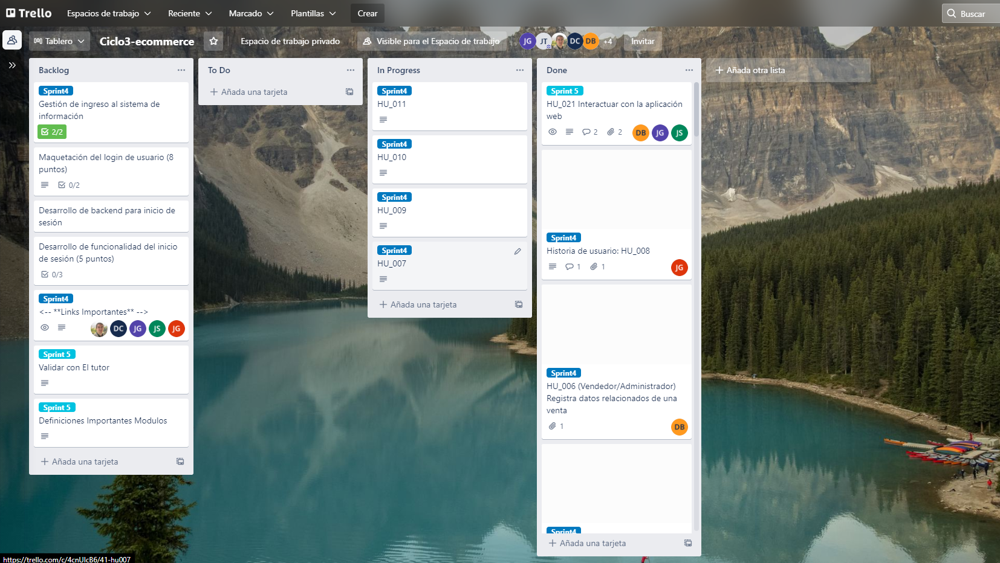 Trello
Espacios de trabajo
Reciente
Marcado
Plantillas
Crear
Buscar
Tablero
Ciclo3-ecommerce
Espacio de trabajo privado
Visible para el Espacio de trabajo
JG
JT
DC
DB
+4
Invitar
Backlog
Sprint4
Gestión de ingreso al sistema de
información
2/2
Maquetación del login de usuario (8
puntos)
0/2
Desarrollo de backend para inicio de
sesión
Desarrollo de funcionalidad del inicio
de sesión (5 puntos)
0/3
Sprint4
<-- **Links Importantes** -->
DC
JG
JS
JG
Sprint 5
Validar con El tutor
Sprint 5
Definiciones Importantes Modulos
+ Añada una tarjeta
To Do
+ Añada una tarjeta
In Progress
Sprint4
HU_011
Sprint4
HU_010
Sprint4
HU_009
Sprint4
HU_007
+ Añada una tarjeta
Done
Sprint 5
HU_021 Interactuar con la aplicación
web
2
2
DB
JG
JS
Sprint4
Historia de usuario: HU_008
1
1
JG
Sprint4
HU_006 (Vendedor/Administrador)
Registra datos relacionados de una
venta
1
DB
Sprint4
+ Añada una tarjeta
+ Añada otra lista
https://trello.com/c/4cnUlcB6/41-hu007